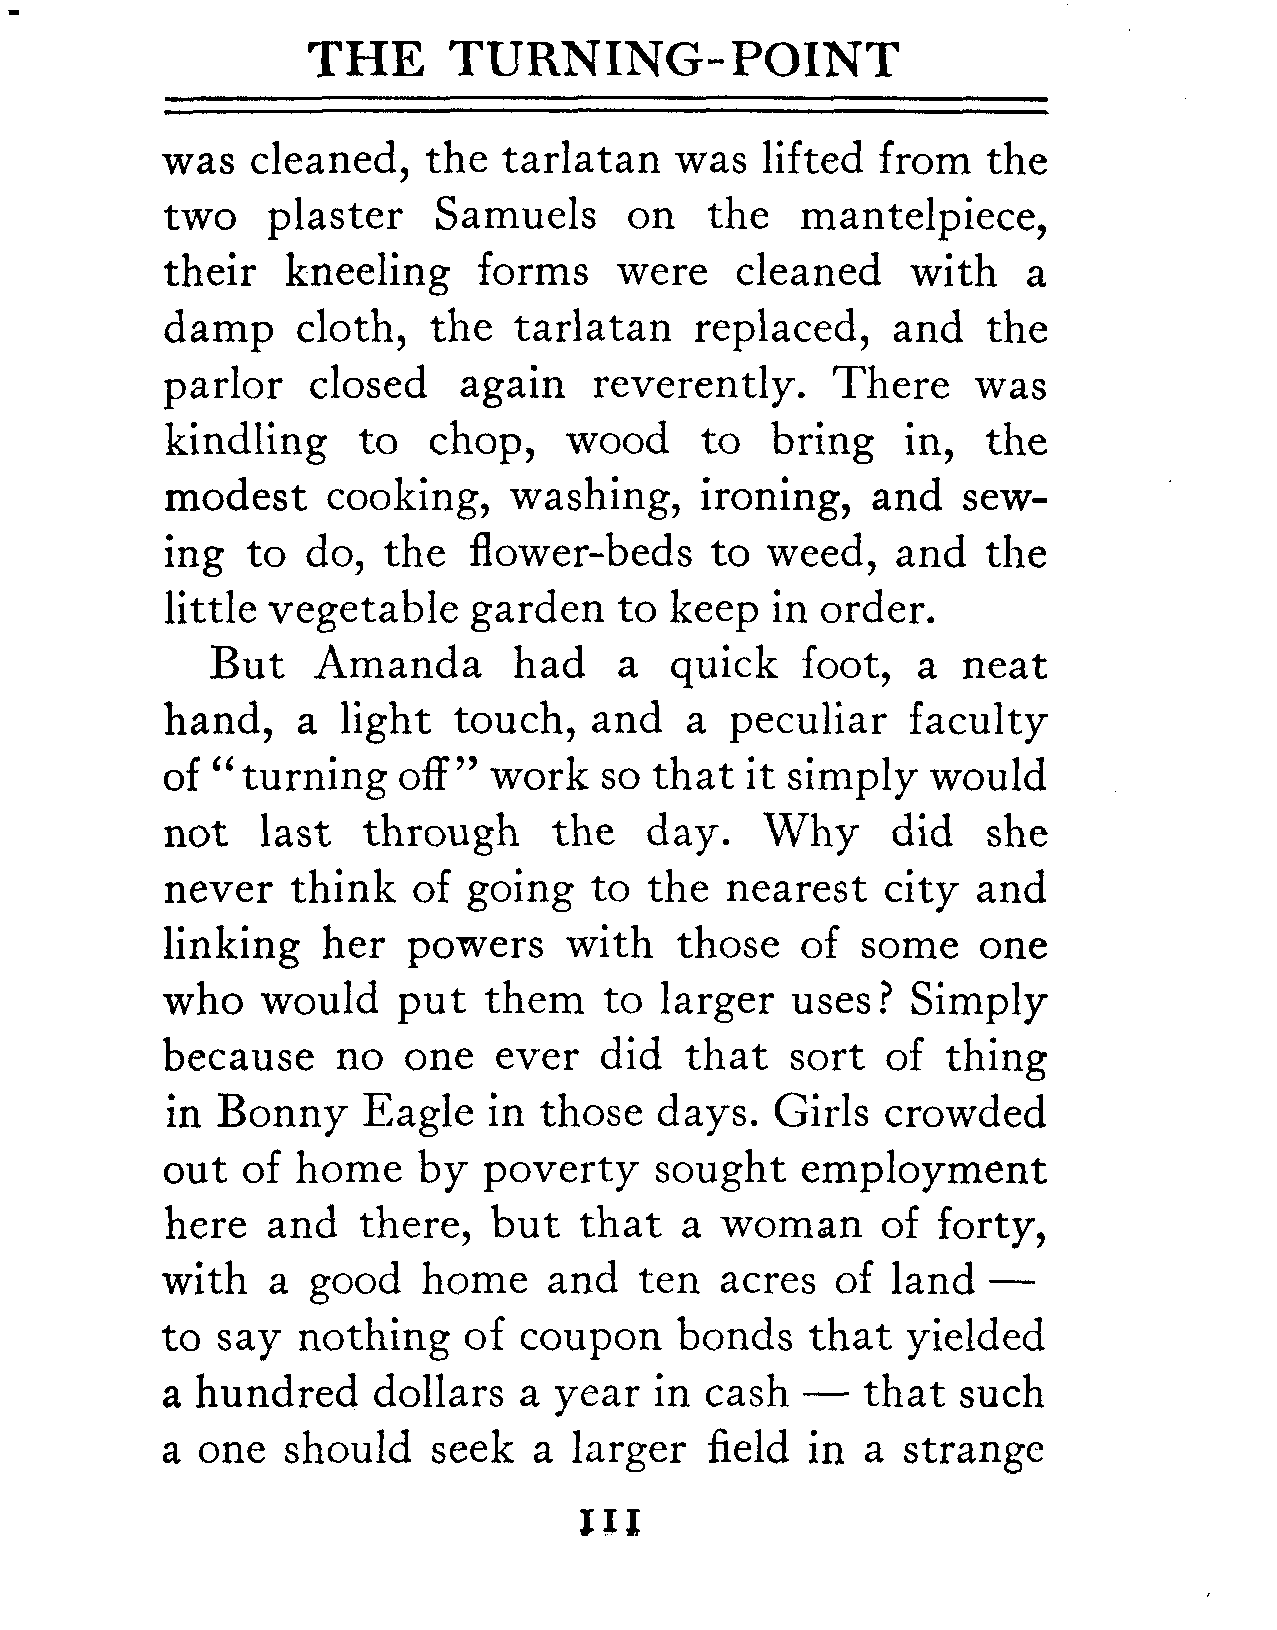 THE TURNING-POINT
was cleaned, the tarlatan was lifted from the
two plaster Samuels on the mantelpiece,
their kneeling forms were cleaned with a
damp cloth, the tarlatan replaced, and the
parlor closed again reverently. There was
kindling to chop, wood to bring in, the
modest cooking, washing, ironing, and sew-
ing to do, the flower-beds to weed, and the
little vegetable garden to keep in order.
But Amanda had a quick foot, a neat
hand, a light touch, and a peculiar faculty
of "turning off" work so that it simply would
not last through the day. Why did she
never think of going to the nearest city and
linking her powers with those of some one
who would put them to larger uses? Simply
because no one ever did that sort of thing
in Bonny Eagle in those days. Girls crowded
out of home by poverty sought employment
here and there, but that a woman of forty,
with a good home and ten acres of land —
to say nothing of coupon bonds that yielded
a hundred dollars a year in cash — that such
a one should seek a larger field in a strange
111